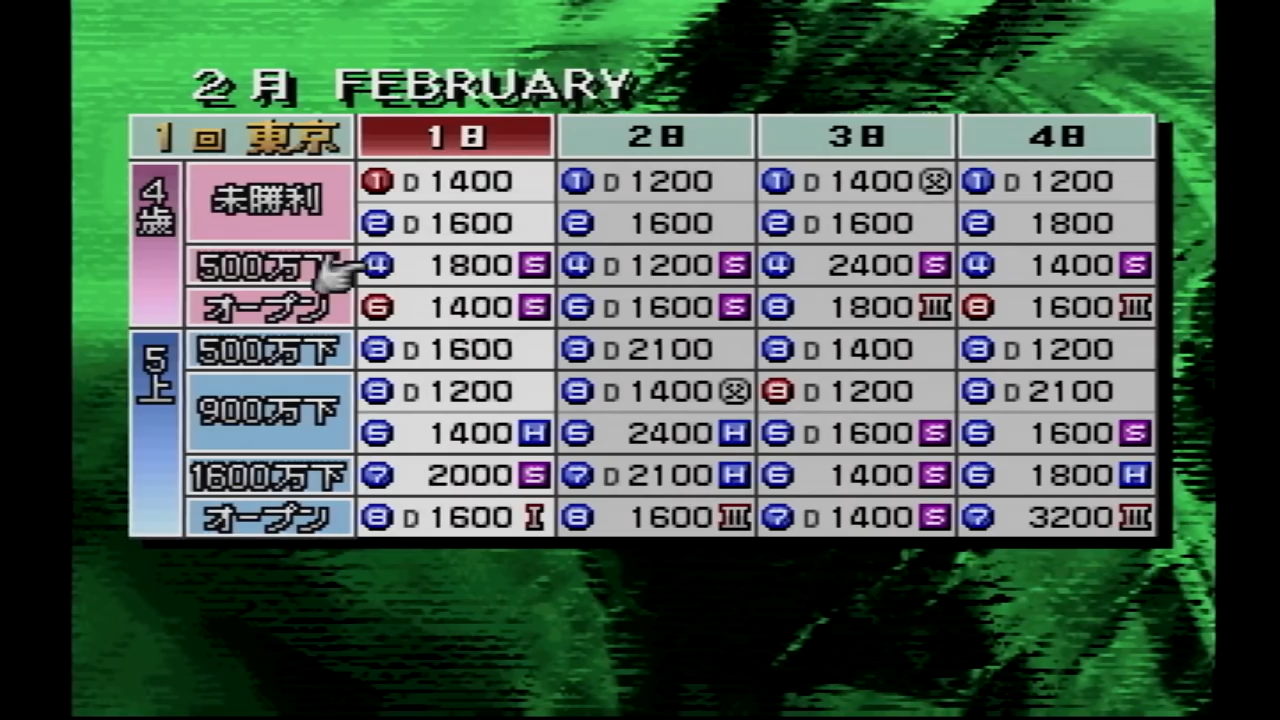 2月 FEBRUARY
1回 東京 1日 2日 3日 4日
4歳 未勝利 1 D 1400 1 D 1200 1 D 1400 父 1 D 1200
2 D 1600 2 1600 2 D 1600 2 1800
500万下 4 1800 S 4 D 1200 S 4 2400 S 4 1400 S
オープン 6 1400 S 6 D 1600 S 8 1800 III 8 1600 III
5上 500万下 3 D 1600 3 D 2100 3 D 1400 3 D 1200
900万下 9 D 1200 9 D 1400 父 9 D 1200 9 D 2100
5 1400 H 5 2400 H 5 D 1600 S 5 1600 S
1600万下 7 2000 S 7 D 2100 H 6 1400 S 6 1800 H
オープン 8 D 1600 I 8 1600 III 7 D 1400 S 7 3200 III